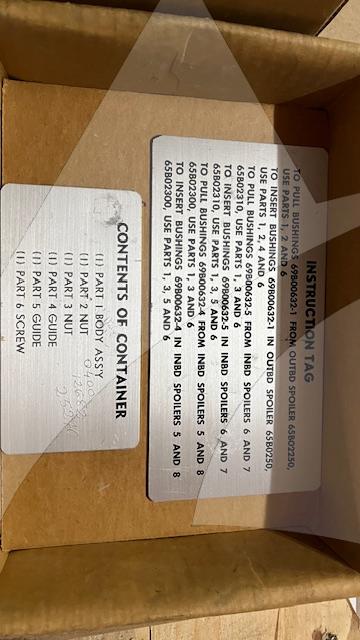 INSTRUCTION TAG
TO PULL BUSHINGS 69B00632-1 FROM OUTBD SPOILER 65B02250,
USE PARTS 1, 2 AND 6
TO INSERT BUSHINGS 69B00632-1 IN OUTBD SPOILER 65B0250,
USE PARTS 1, 2, 4 AND 6
TO PULL BUSHINGS 69B00632-5 FROM INBD SPOILERS 6 AND 7
65B02310, USE PARTS 1, 3 AND 6
TO INSERT BUSHINGS 69B00632-5 IN INBD SPOILERS 6 AND 7
65B02310, USE PARTS 1, 3, 5 AND 6
TO PULL BUSHINGS 69B00632-4 FROM INBD SPOILERS 5 AND 8
65B02300, USE PARTS 1, 3 AND 6
TO INSERT BUSHINGS 69B00632-4 IN INBD SPOILERS 5 AND 8
65B02300, USE PARTS 1, 3, 5 AND 6
CONTENTS OF CONTAINER
(1) PART 1 BODY ASS'Y
(1) PART 2 NUT
(1) PART 3 NUT
(1) PART 4 GUIDE
(1) PART 5 GUIDE
(1) PART 6 SCREW